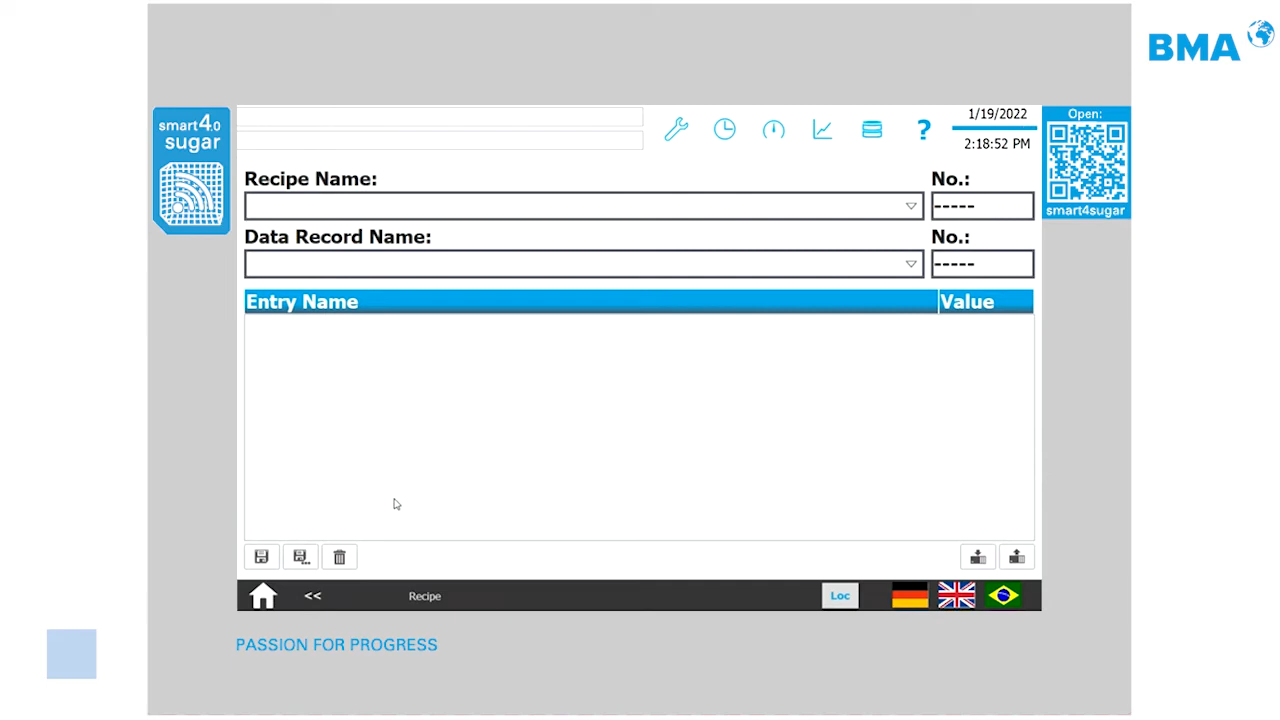 BMA
smart4.0
sugar
1/19/2022
2:18:52 PM
?
Open:
smart4sugar
Recipe Name:
No.:
-----
Data Record Name:
No.:
-----
Entry Name
Value
<<
Recipe
Loc
PASSION FOR PROGRESS